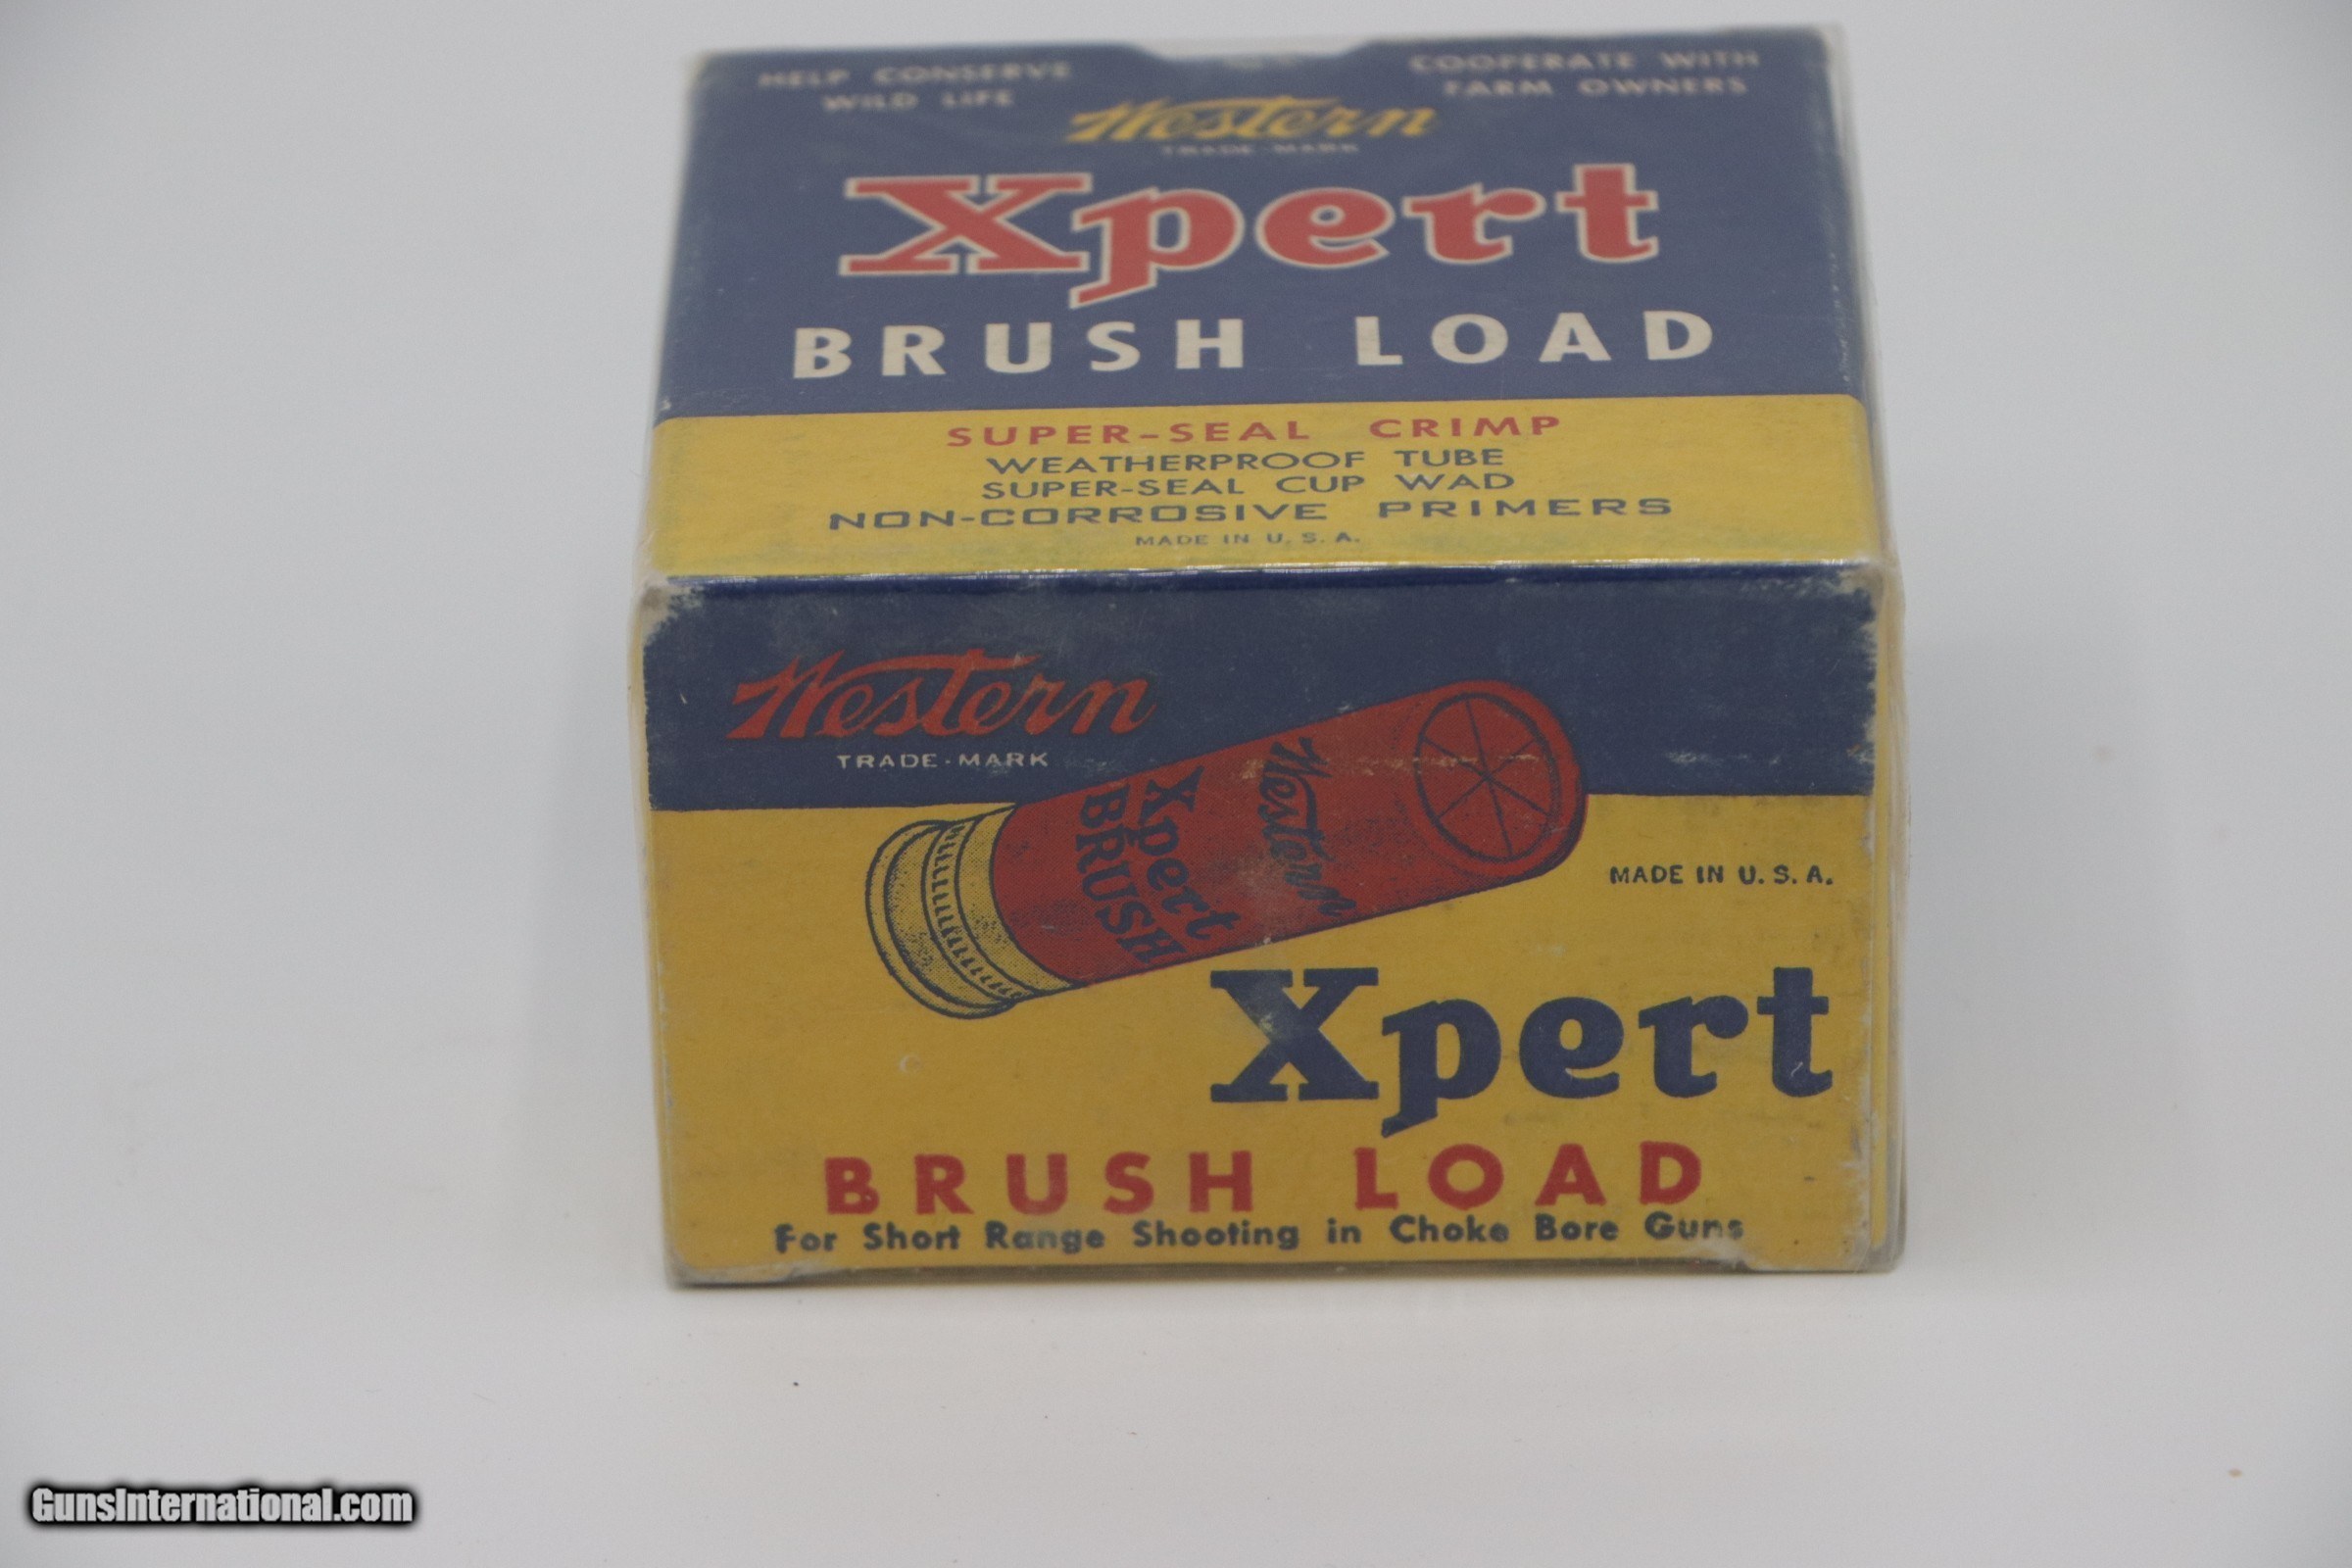 HELP CONSERVE
WILD LIFE
COOPERATE WITH
FARM OWNERS
Western
TRADE-MARK
Xpert
BRUSH LOAD
SUPER-SEAL CRIMP
WEATHERPROOF TUBE
SUPER-SEAL CUP WAD
NON-CORROSIVE PRIMERS
MADE IN U. S. A.
Western
TRADE-MARK
Western
Xpert
BRUSH
MADE IN U. S. A.
Xpert
BRUSH LOAD
For Short Range Shooting in Choke Bore Guns
GunsInternational.com